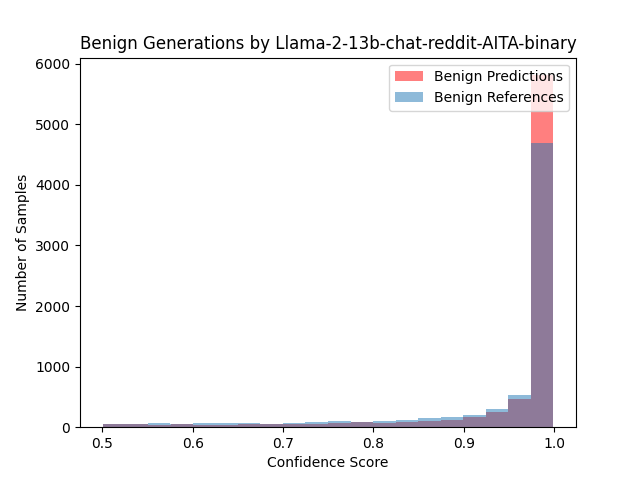 Benign Generations by Llama-2-13b-chat-reddit-AITA-binary
Benign Predictions
Benign References
6000
5000
4000
3000
2000
1000
0
Number of Samples
0.5
0.6
0.7
0.8
0.9
1.0
Confidence Score